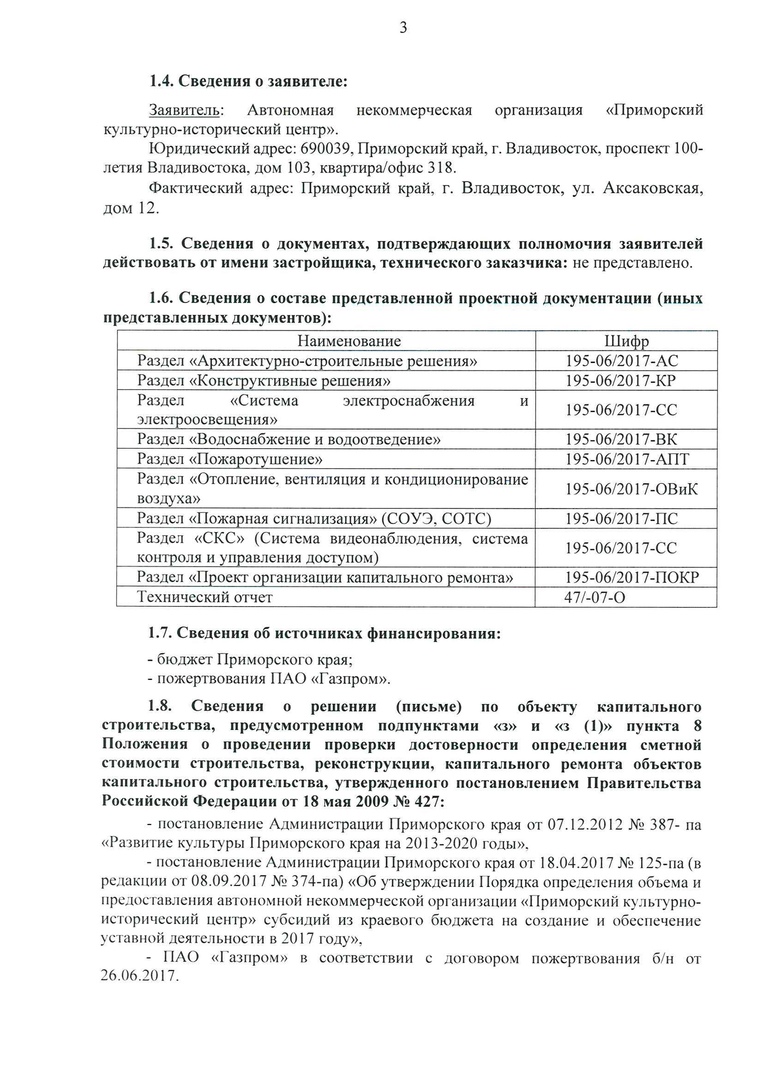 3
1.4. Сведения о заявителе:
Заявитель: Автономная некоммерческая организация «Приморский
культурно-исторический центр».
Юридический адрес: 690039, Приморский край, г. Владивосток, проспект 100-
летия Владивостока, дом 103, квартира/офис 318.
Фактический адрес: Приморский край, г. Владивосток, ул. Аксаковская,
дом 12.
1.5. Сведения о документах, подтверждающих полномочия заявителей
действовать от имени застройщика, технического заказчика: не представлено.
1.6. Сведения о составе представленной проектной документации (иных
представленных документов):
Наименование Шифр
Раздел «Архитектурно-строительные решения» 195-06/2017-АС
Раздел «Конструктивные решения» 195-06/2017-КР
Раздел «Система электроснабжения и
электроосвещения» 195-06/2017-СС
Раздел «Водоснабжение и водоотведение» 195-06/2017-ВК
Раздел «Пожаротушение» 195-06/2017-АПТ
Раздел «Отопление, вентиляция и кондиционирование
воздуха» 195-06/2017-ОВиК
Раздел «Пожарная сигнализация» (СОУЭ, СОТС) 195-06/2017-ПС
Раздел «СКС» (Система видеонаблюдения, система
контроля и управления доступом) 195-06/2017-СС
Раздел «Проект организации капитального ремонта» 195-06/2017-ПОКР
Технический отчет 47/-07-О
1.7. Сведения об источниках финансирования:
- бюджет Приморского края;
- пожертвования ПАО «Газпром».
1.8. Сведения о решении (письме) по объекту капитального
строительства, предусмотренном подпунктами «з» и «з (1)» пункта 8
Положения о проведении проверки достоверности определения сметной
стоимости строительства, реконструкции, капитального ремонта объектов
капитального строительства, утвержденного постановлением Правительства
Российской Федерации от 18 мая 2009 № 427:
- постановление Администрации Приморского края от 07.12.2012 № 387- па
«Развитие культуры Приморского края на 2013-2020 годы»,
- постановление Администрации Приморского края от 18.04.2017 № 125-па (в
редакции от 08.09.2017 № 374-па) «Об утверждении Порядка определения объема и
предоставления автономной некоммерческой организации «Приморский культурно-
исторический центр» субсидий из краевого бюджета на создание и обеспечение
уставной деятельности в 2017 году»,
- ПАО «Газпром» в соответствии с договором пожертвования б/н от
26.06.2017.